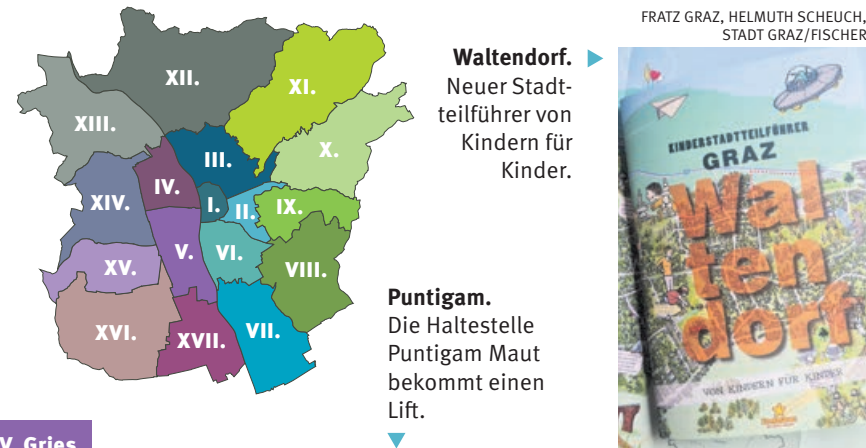 FRATZ GRAZ, HELMUTH SCHEUCH,
STADT GRAZ/FISCHER
XII.
XI.
XIII.
III.
X.
IV.
XIV.
I.
II.
IX.
V.
VI.
XV.
VIII.
XVI.
XVII.
VII.
Waltendorf.
Neuer Stadt-
teilführer von
Kindern für
Kinder.
KINDERSTADTTEILFÜHRER
GRAZ
Wal
ten
dorf
VON KINDERN FÜR KINDER
Puntigam.
Die Haltestelle
Puntigam Maut
bekommt einen
Lift.
V. Gries